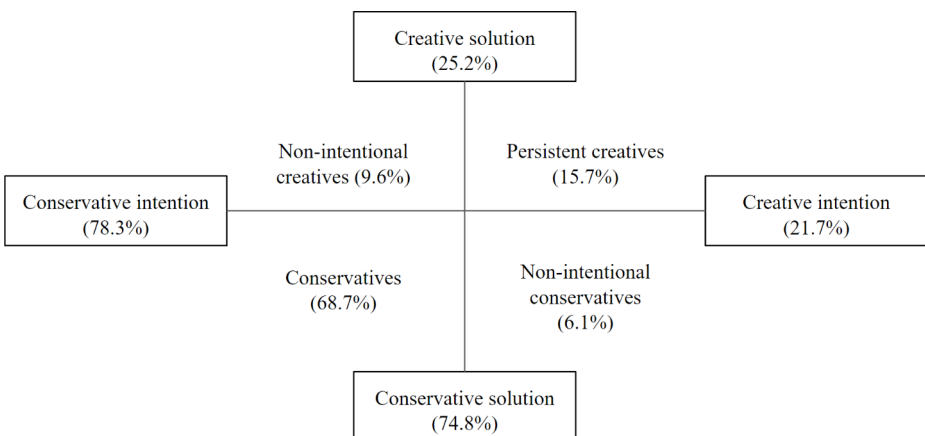 Creative solution
(25.2%)
Non-intentional
creatives (9.6%)
Persistent creatives
(15.7%)
Conservative intention
(78.3%)
Creative intention
(21.7%)
Conservatives
(68.7%)
Non-intentional
conservatives
(6.1%)
Conservative solution
(74.8%)